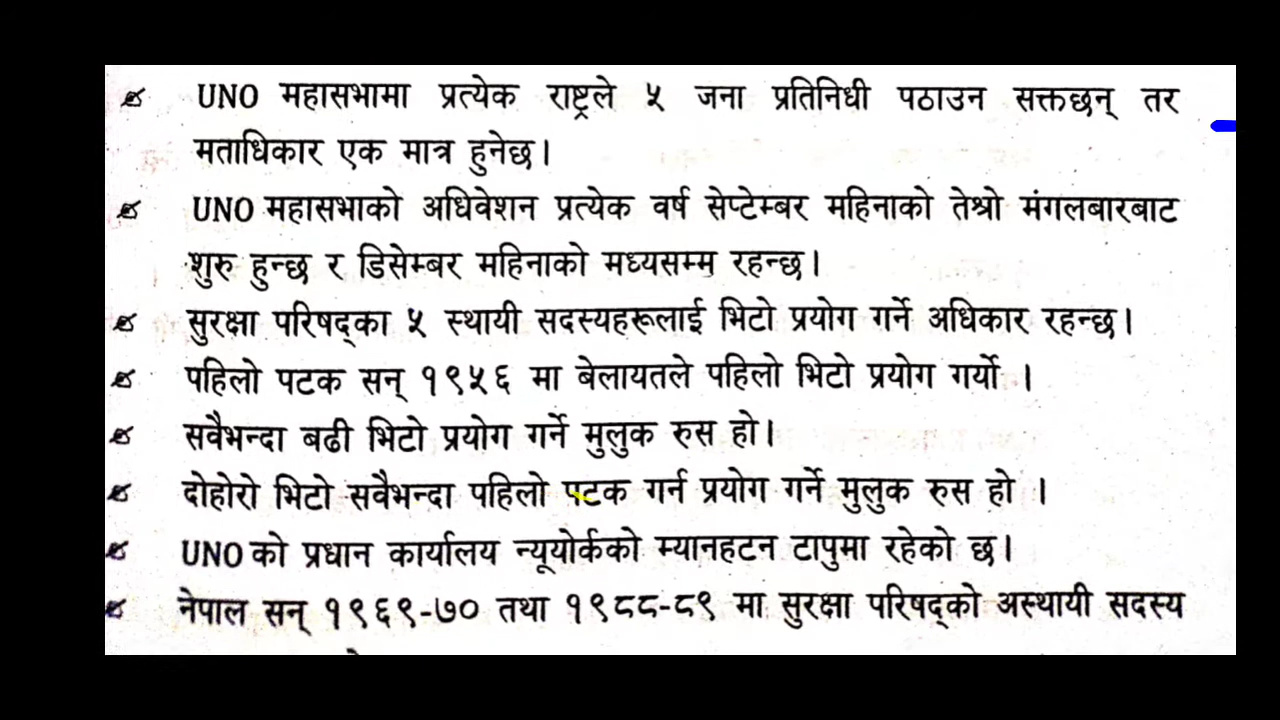 UNO महासभामा प्रत्येक राष्ट्रले ५ जना प्रतिनिधी पठाउन सक्तछन् तर
मताधिकार एक मात्र हुनेछ।
UNO महासभाको अधिवेशन प्रत्येक वर्ष सेप्टेम्बर महिनाको तेश्रो मंगलबारबाट
शुरु हुन्छ र डिसेम्बर महिनाको मध्यसम्म रहन्छ।
सुरक्षा परिषद्का ५ स्थायी सदस्यहरूलाई भिटो प्रयोग गर्ने अधिकार रहन्छ।
पहिलो पटक सन् १९५६ मा बेलायतले पहिलो भिटो प्रयोग गर्यो ।
सवैभन्दा बढी भिटो प्रयोग गर्ने मुलुक रुस हो।
दोहोरो भिटो सवैभन्दा पहिलो पटक गर्न प्रयोग गर्ने मुलुक रुस हो ।
UNO को प्रधान कार्यालय न्यूयोर्कको म्यानहटन टापुमा रहेको छ।
नेपाल सन् १९६९-७० तथा १९८८-८९ मा सुरक्षा परिषद्को अस्थायी सदस्य